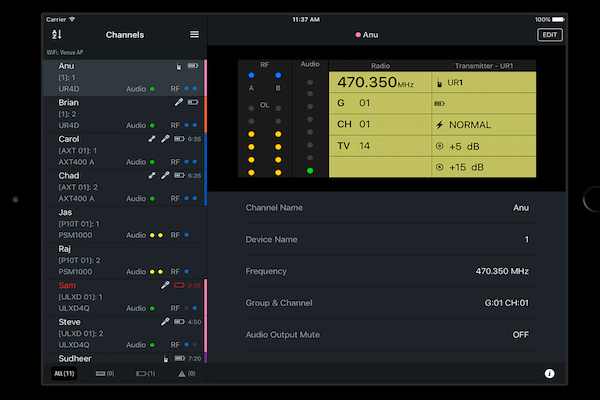 Carrier
11:37 AM
100%
Channels
Anu
EDIT
WiFi: Venue AP
Anu
[1]: 1
UR4D Audio RF
Brian
[1]: 2
UR4D Audio RF
Carol 6:35
[AXT 01]: 1
AXT400 A Audio RF
Chad 6:35
[AXT 01]: 2
AXT400 A Audio RF
Jas
[P10T 01]: 1
PSM1000 Audio RF
Raj
[P10T 01]: 2
PSM1000 Audio RF
Sam 0:35
[ULXD 01]: 1
ULXD4Q Audio RF
Steve 4:50
[ULXD 01]: 2
ULXD4Q Audio RF
Sudheer 7:20
ALL (11) (0) (1) (0)
RF Audio
A B
OL
Radio Transmitter - UR1
470.350 MHz UR1
G 01
CH 01 NORMAL
TV 14 +5 dB
+15 dB
Channel Name Anu
Device Name 1
Frequency 470.350 MHz
Group & Channel G:01 CH:01
Audio Output Mute OFF